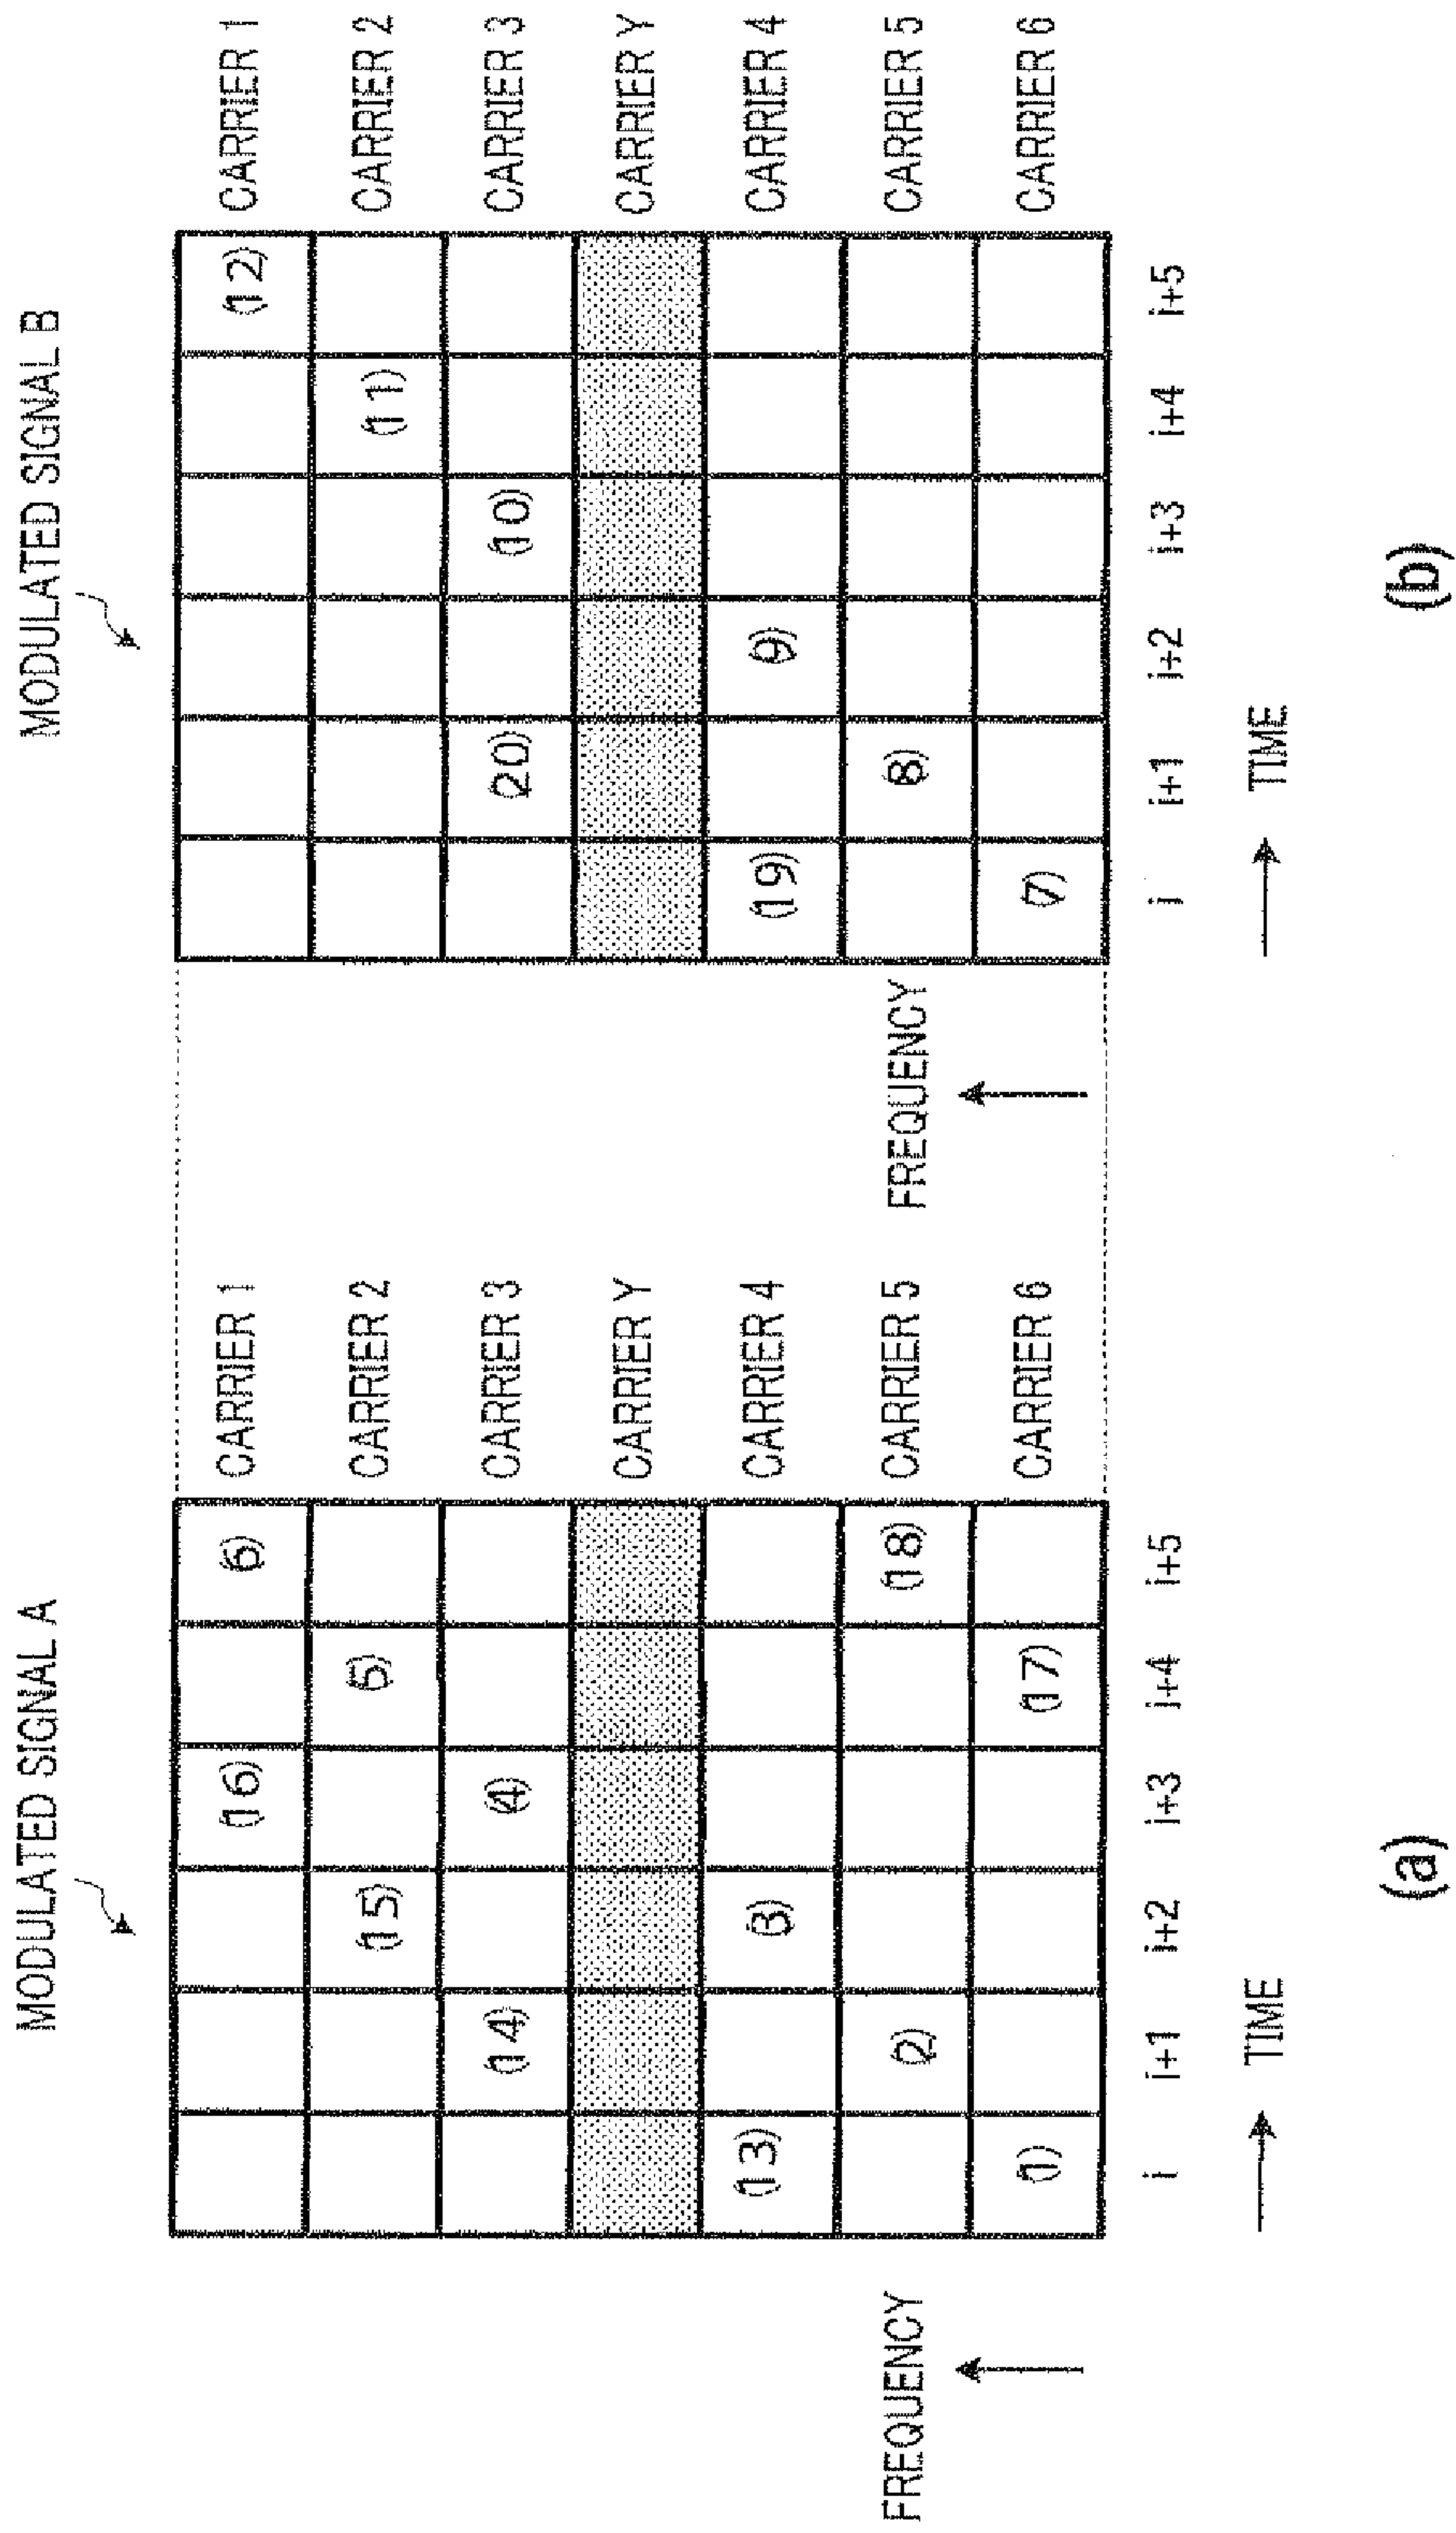 MODULATED SIGNAL A
(6) CARRIER 1
(16)
(15) (5) CARRIER 2
(14) (4) CARRIER 3
CARRIER Y
(13) (3) CARRIER 4
(2) (18) CARRIER 5
(1) (17) CARRIER 6
FREQUENCY
i i+1 i+2 i+3 i+4 i+5
TIME
(a)
MODULATED SIGNAL B
(12) CARRIER 1
(11) CARRIER 2
(20) (10) CARRIER 3
CARRIER Y
(19) (9) CARRIER 4
(8) CARRIER 5
(7) CARRIER 6
FREQUENCY
i i+1 i+2 i+3 i+4 i+5
TIME
(b)